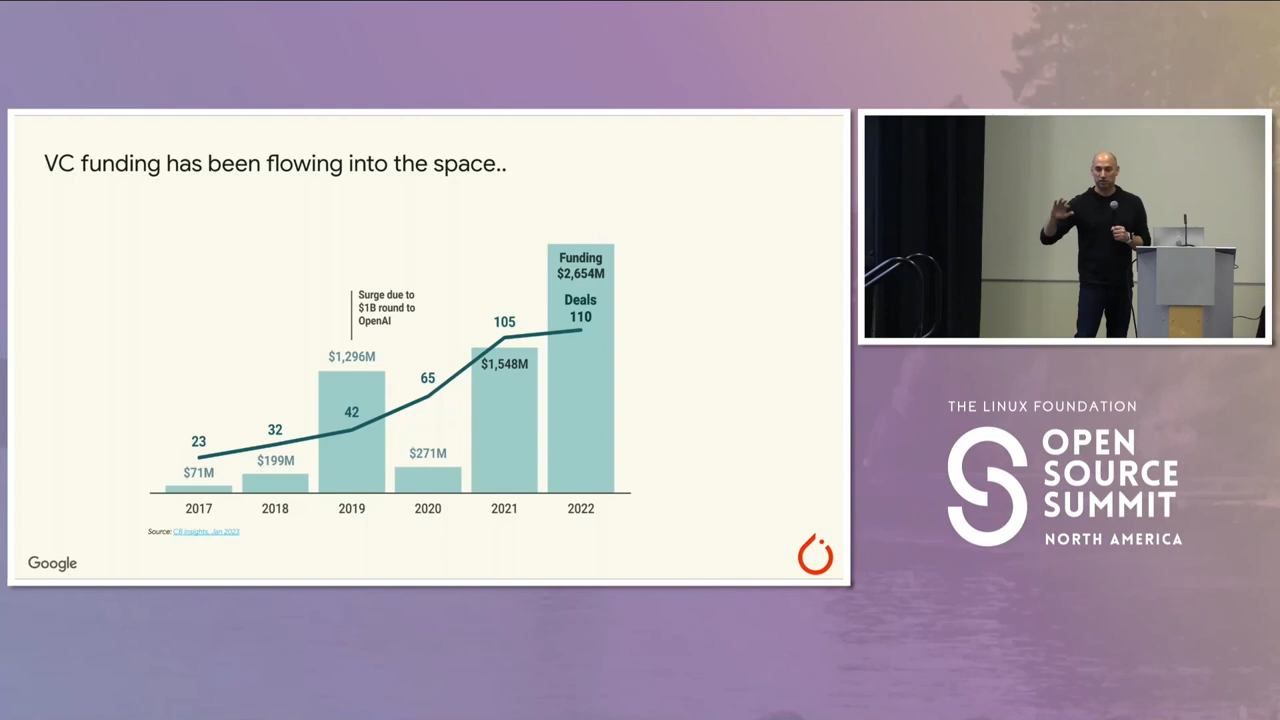 VC funding has been flowing into the space..
Funding
$2,654M
Deals
110
Surge due to
$1B round to
OpenAI
105
$1,548M
$1,296M
65
42
32
23
$271M
$199M
$71M
2017
2018
2019
2020
2021
2022
Source: CB Insights, Jan 2023
Google
THE LINUX FOUNDATION
OPEN
SOURCE
SUMMIT
NORTH AMERICA